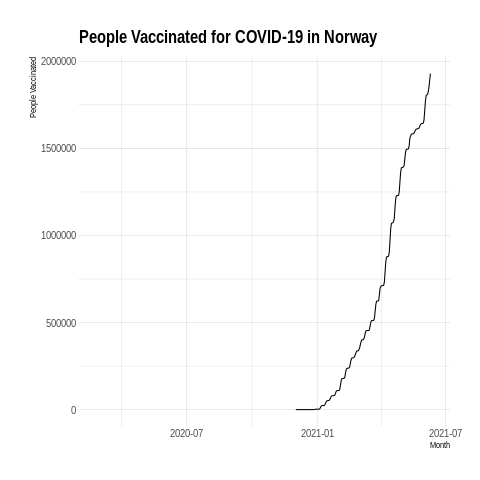 People Vaccinated for COVID-19 in Norway
People Vaccinated
2000000
1500000
1000000
500000
0
2020-07
2021-01
2021-07
Month